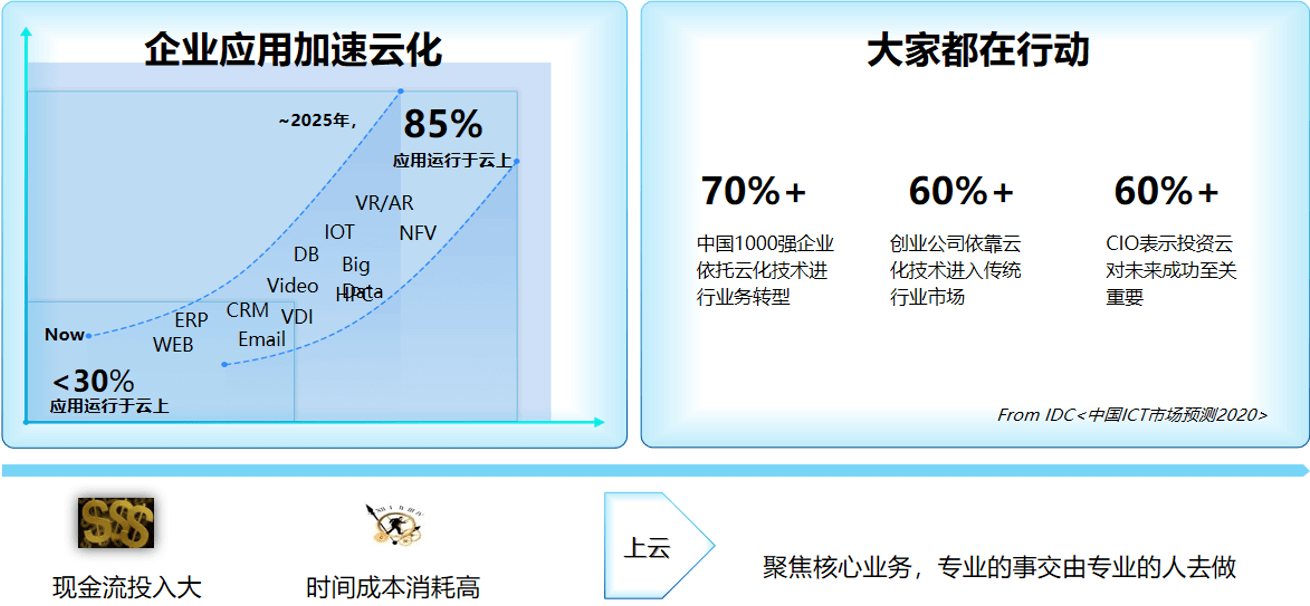 企业应用加速云化
~2025年，
85%
应用运行于云上
VR/AR
IOT
NFV
DB
Big
Data
Video
HPC
CRM
VDI
ERP
Email
WEB
Now
<30%
应用运行于云上
大家都在行动
70%+
中国1000强企业
依托云化技术进
行业务转型
60%+
创业公司依靠云
化技术进入传统
行业市场
60%+
CIO表示投资云
对未来成功至关
重要
From IDC<中国ICT市场预测2020>
现金流投入大
时间成本消耗高
上云
聚焦核心业务，专业的事交由专业的人去做